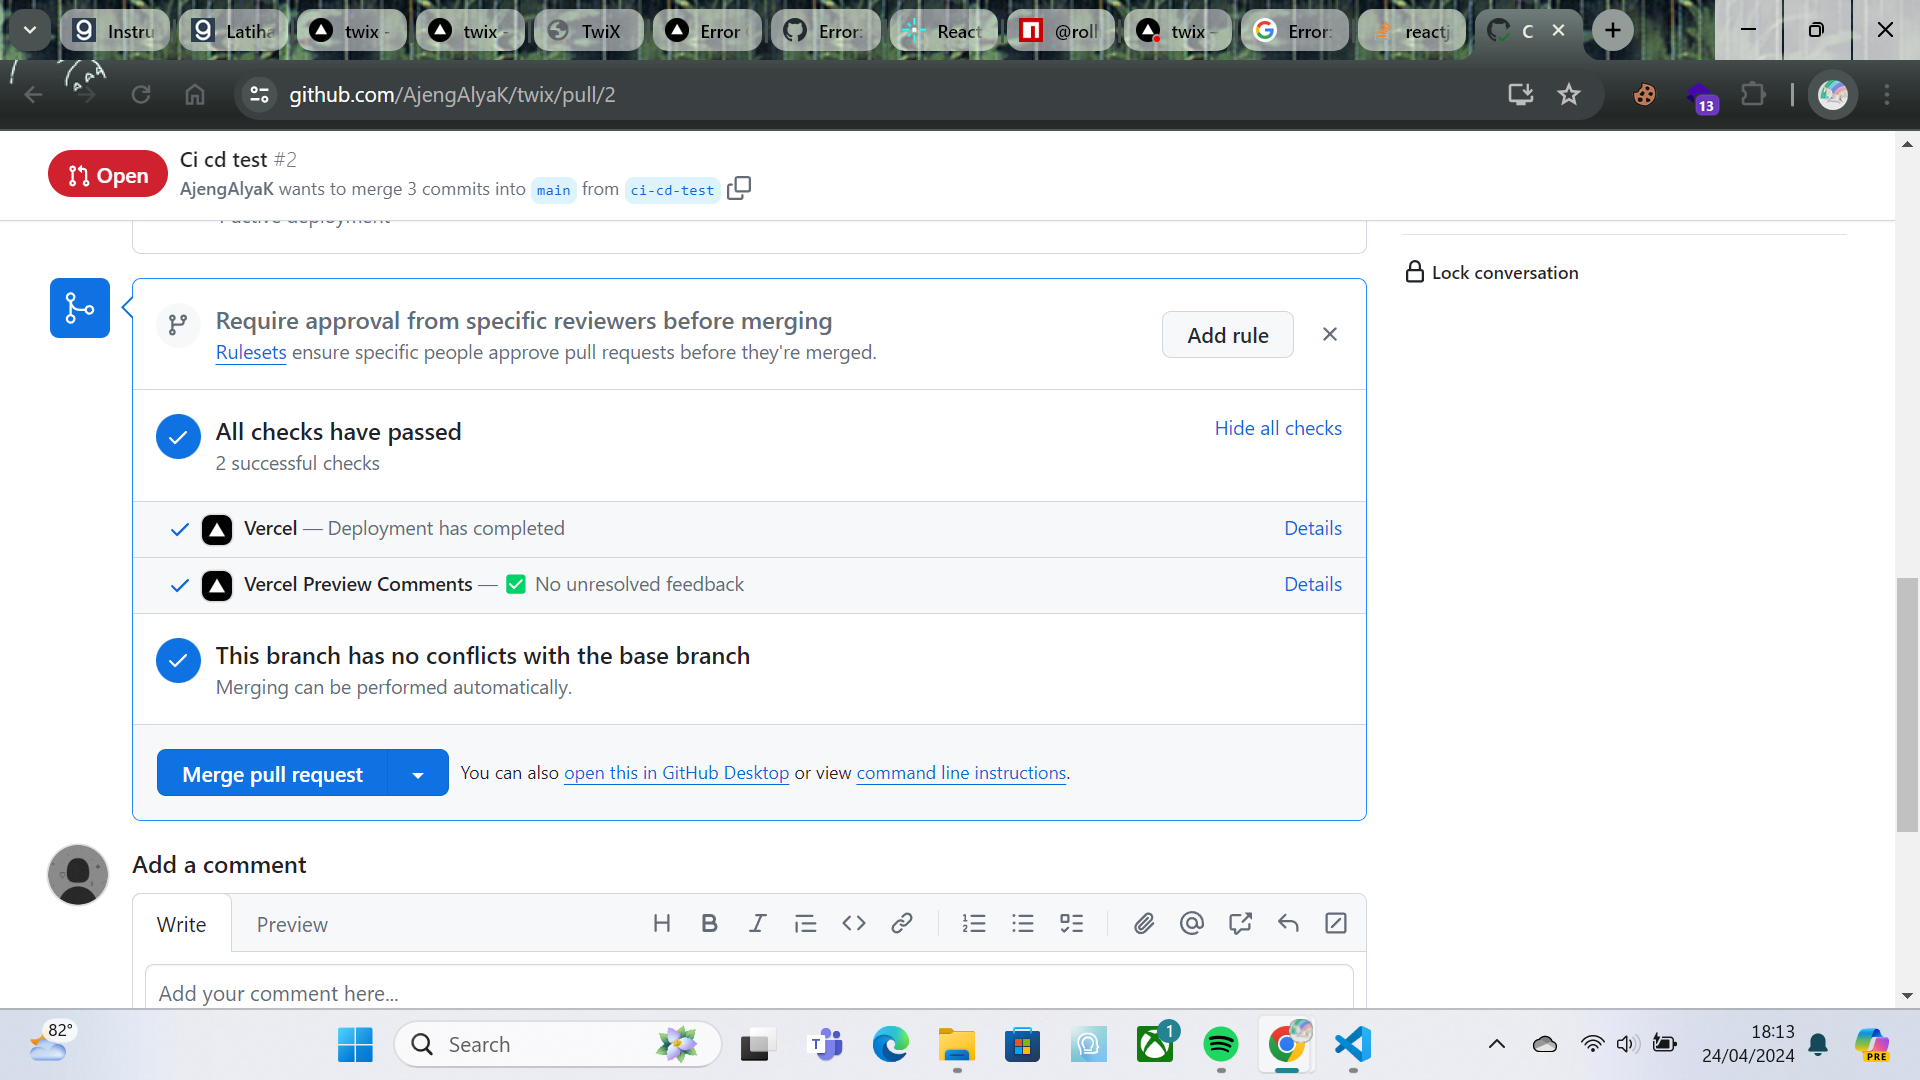 Instru
Latiha
twix -
twix -
TwiX
Error
Error:
React
@roll
twix -
Error:
reactj
C
github.com/AjengAlyaK/twix/pull/2
13
Open
Ci cd test #2
AjengAlyaK wants to merge 3 commits into main from ci-cd-test
1 active deployment
Lock conversation
Require approval from specific reviewers before merging
Rulesets ensure specific people approve pull requests before they're merged.
Add rule
All checks have passed
Hide all checks
2 successful checks
Vercel — Deployment has completed
Details
Vercel Preview Comments — ✅ No unresolved feedback
Details
This branch has no conflicts with the base branch
Merging can be performed automatically.
Merge pull request
You can also open this in GitHub Desktop or view command line instructions.
Add a comment
Write
Preview
Add your comment here...
82°
Search
1
18:13
24/04/2024
PRE